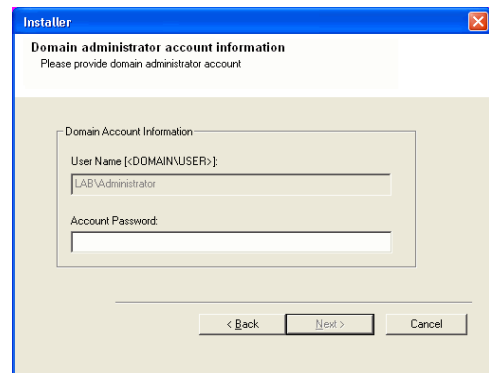 Installer
Domain administrator account information
Please provide domain administrator account
Domain Account Information
User Name [<DOMAIN\USER>]:
LAB\Administrator
Account Password:
< Back
Next >
Cancel